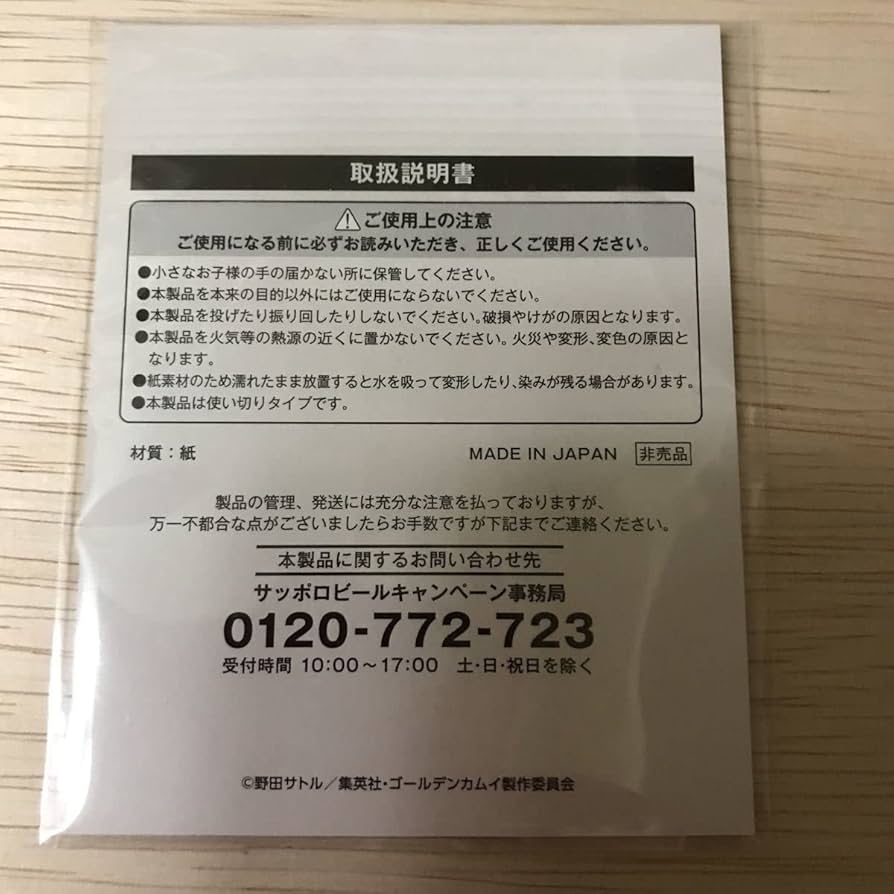 取扱説明書
⚠ご使用上の注意
ご使用になる前に必ずお読みいただき、正しくご使用ください。
●小さなお子様の手の届かない所に保管してください。
●本製品を本来の目的以外にはご使用にならないでください。
●本製品を投げたり振り回したりしないでください。破損やけがの原因となります。
●本製品を火気等の熱源の近くに置かないでください。火災や変形、変色の原因と
なります。
●紙素材のため濡れたまま放置すると水を吸って変形したり、染みが残る場合があります。
●本製品は使い切りタイプです。
材質：紙 MADE IN JAPAN 非売品
製品の管理、発送には充分な注意を払っておりますが、
万一不都合な点がございましたらお手数ですが下記までご連絡ください。
本製品に関するお問い合わせ先
サッポロビールキャンペーン事務局
0120-772-723
受付時間 10:00～17:00 土・日・祝日を除く
©野田サトル／集英社・ゴールデンカムイ製作委員会